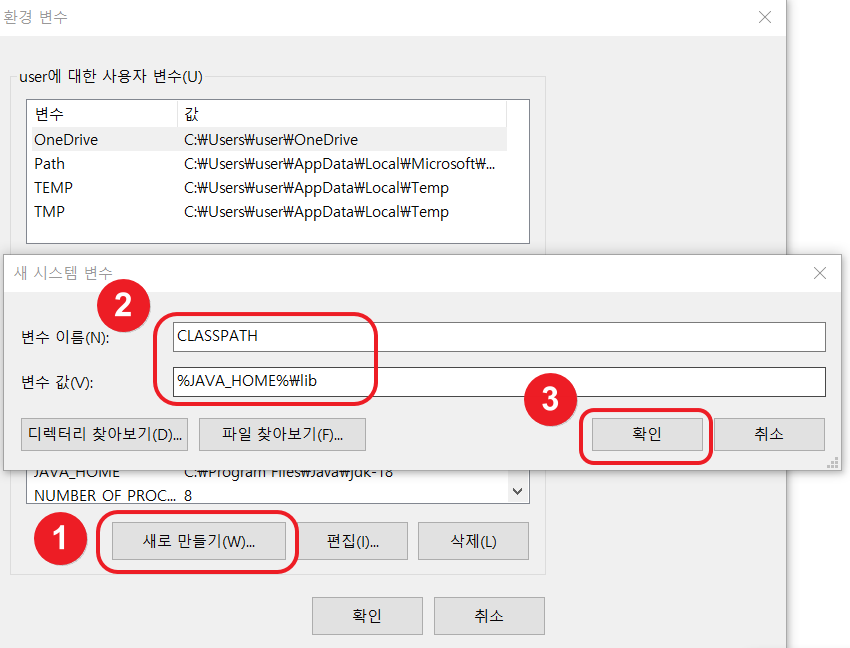 환경 변수
user에 대한 사용자 변수(U)
변수 값
OneDrive C:₩Users₩user₩OneDrive
Path C:₩Users₩user₩AppData₩Local₩Microsoft₩...
TEMP C:₩Users₩user₩AppData₩Local₩Temp
TMP C:₩Users₩user₩AppData₩Local₩Temp
새 시스템 변수
2
변수 이름(N): CLASSPATH
변수 값(V): %JAVA_HOME%₩lib
3
디렉터리 찾아보기(D)... 파일 찾아보기(F)... 확인 취소
JAVA_HOME C:₩Program Files₩Java₩jdk-18
NUMBER OF PROC... 8
1
새로 만들기(W)... 편집(I)... 삭제(L)
확인 취소